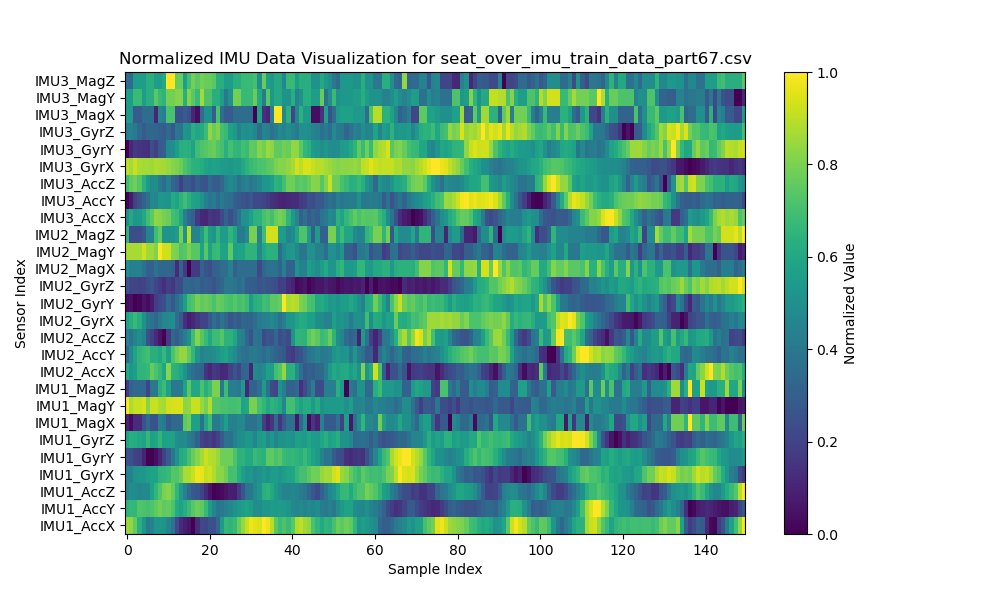 Normalized IMU Data Visualization for seat_over_imu_train_data_part67.csv
IMU3_MagZ
IMU3_MagY
IMU3_MagX
IMU3_GyrZ
IMU3_GyrY
IMU3_GyrX
IMU3_AccZ
IMU3_AccY
IMU3_AccX
IMU2_MagZ
IMU2_MagY
IMU2_MagX
IMU2_GyrZ
IMU2_GyrY
IMU2_GyrX
IMU2_AccZ
IMU2_AccY
IMU2_AccX
IMU1_MagZ
IMU1_MagY
IMU1_MagX
IMU1_GyrZ
IMU1_GyrY
IMU1_GyrX
IMU1_AccZ
IMU1_AccY
IMU1_AccX
Sensor Index
0 20 40 60 80 100 120 140
Sample Index
1.0
0.8
0.6
0.4
0.2
0.0
Normalized Value